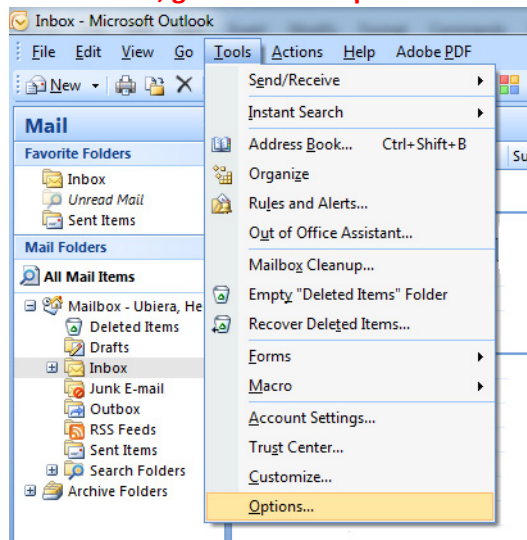 Inbox - Microsoft Outlook
File Edit View Go Tools Actions Help Adobe PDF
New
Send/Receive
Instant Search
Address Book... Ctrl+Shift+B
Organize
Rules and Alerts...
Out of Office Assistant...
Mailbox Cleanup...
Empty "Deleted Items" Folder
Recover Deleted Items...
Forms
Macro
Account Settings...
Trust Center...
Customize...
Options...
Mail
Favorite Folders
Inbox
Unread Mail
Sent Items
Mail Folders
All Mail Items
Mailbox - Ubiera, He
Deleted Items
Drafts
Inbox
Junk E-mail
Outbox
RSS Feeds
Sent Items
Search Folders
Archive Folders
Su